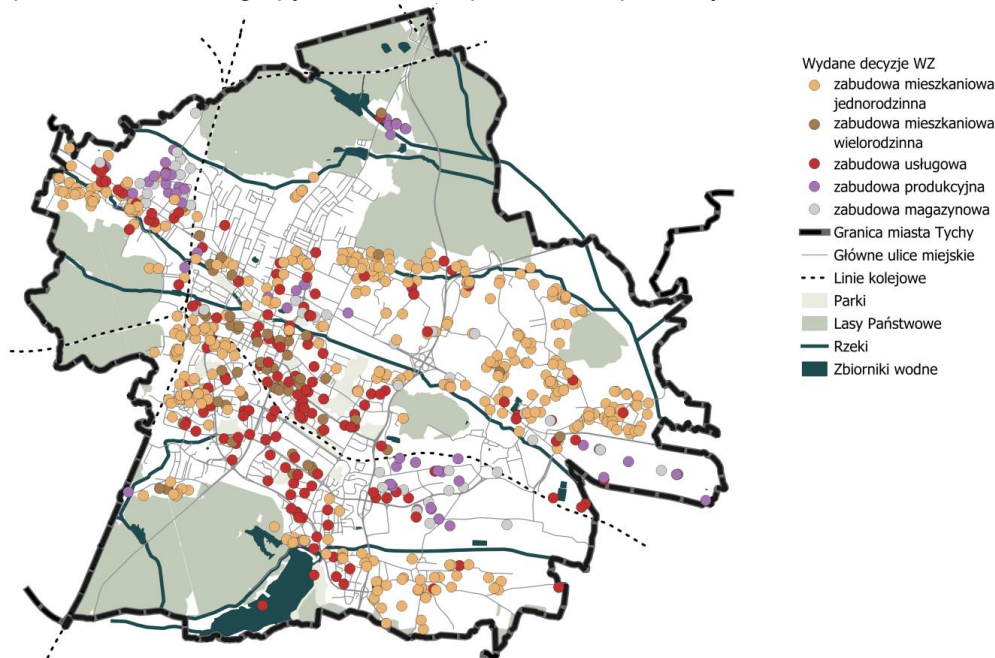 Wydane decyzje WZ
zabudowa mieszkaniowa
jednorodzinna
zabudowa mieszkaniowa
wielorodzinna
zabudowa usługowa
zabudowa produkcyjna
zabudowa magazynowa
Granica miasta Tychy
Główne ulice miejskie
Linie kolejowe
Parki
Lasy Państwowe
Rzeki
Zbiorniki wodne